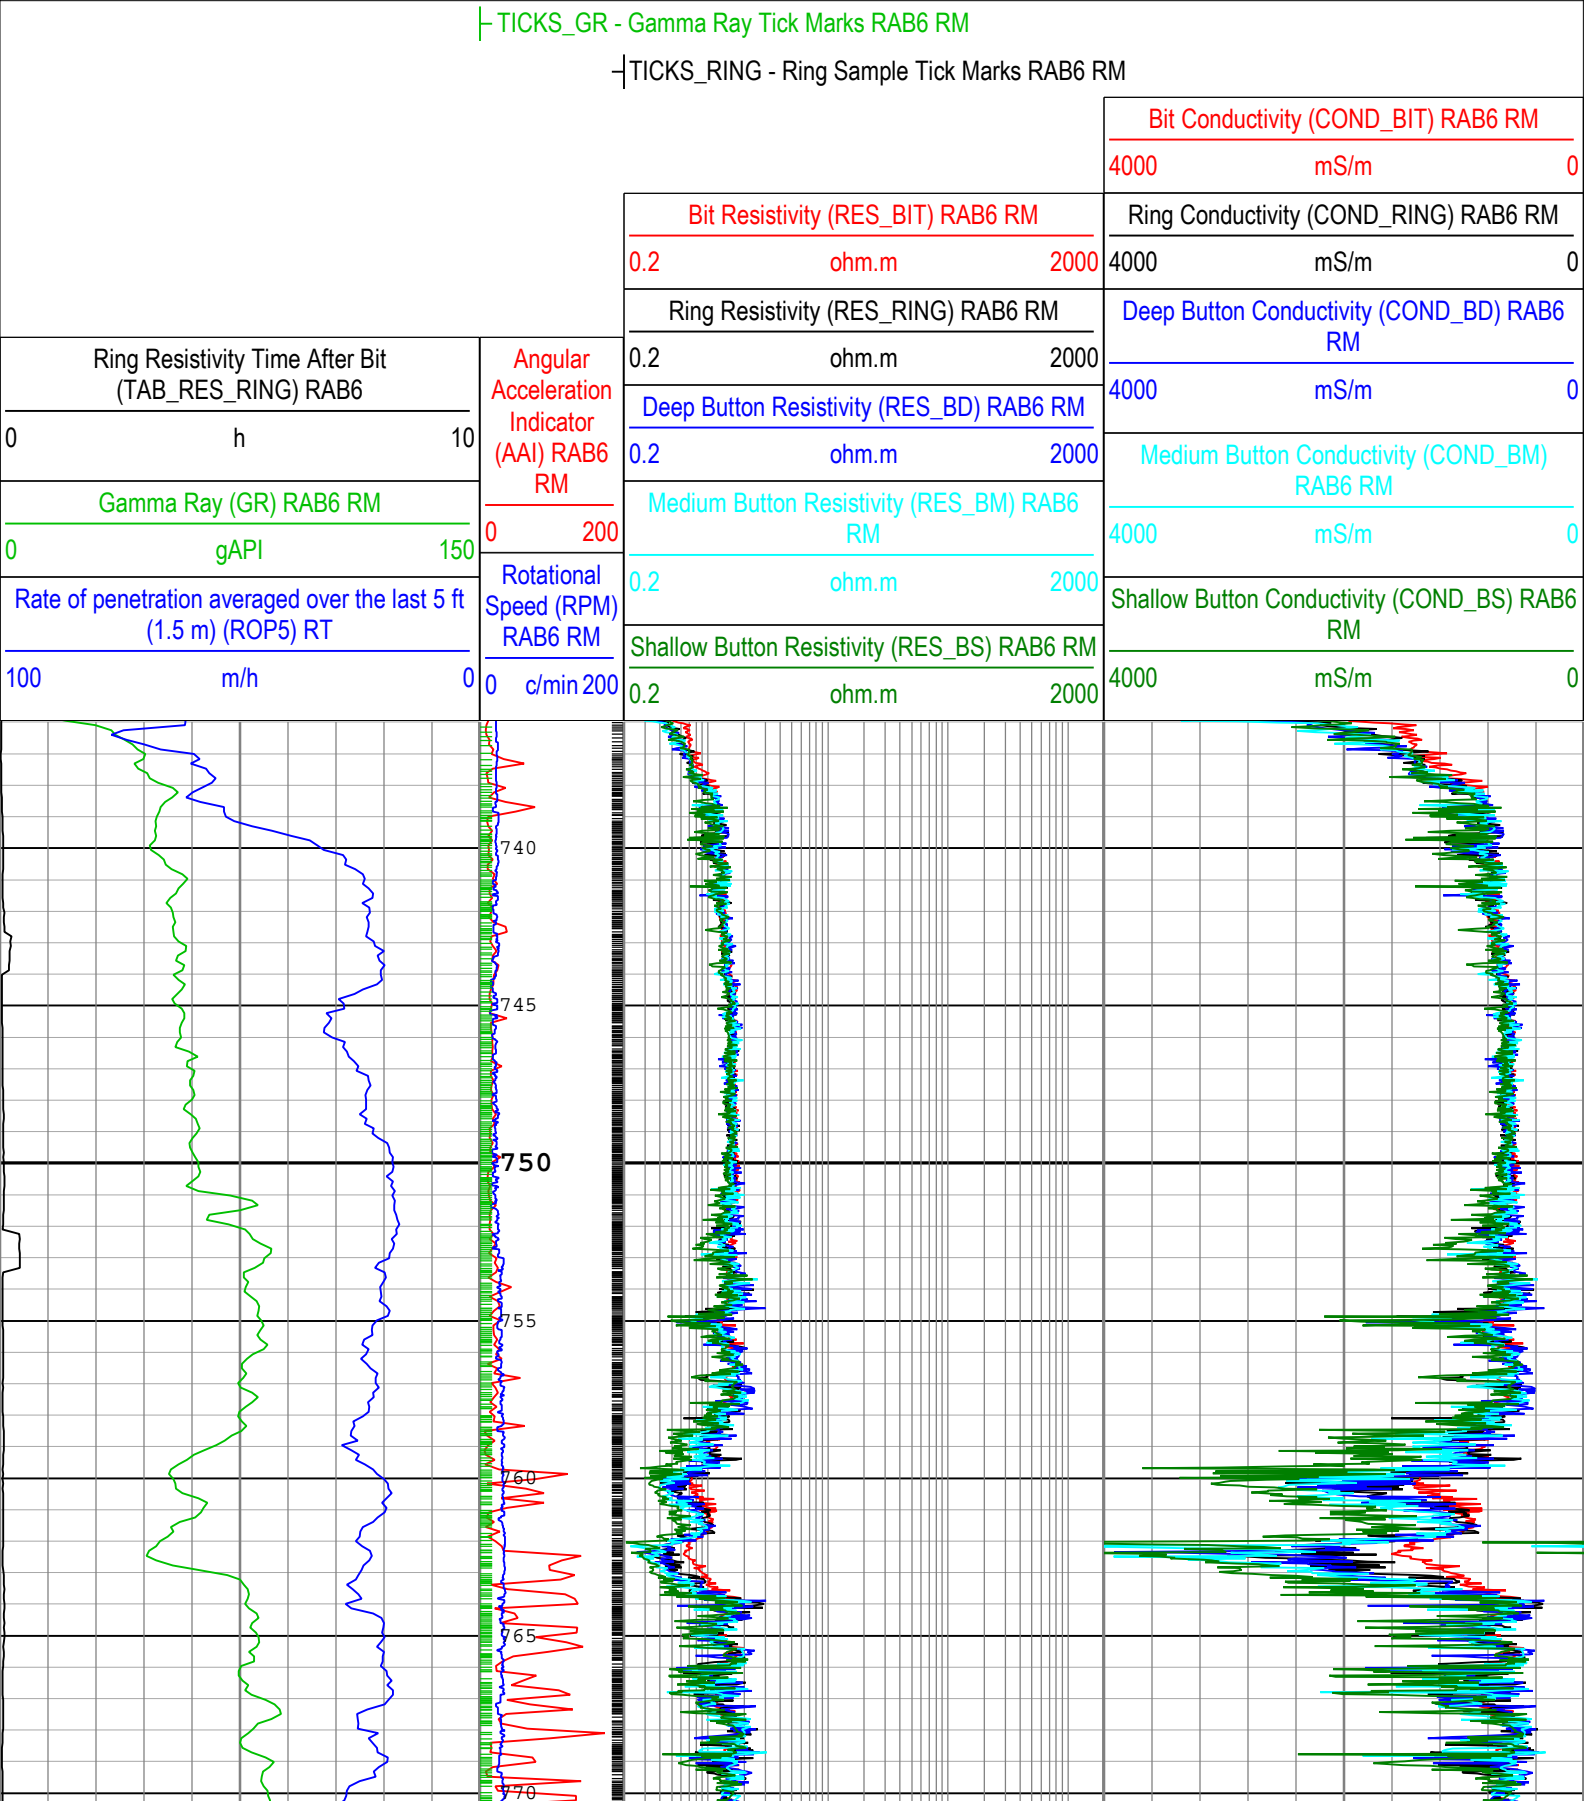 TICKS_GR - Gamma Ray Tick Marks RAB6 RM
TICKS_RING - Ring Sample Tick Marks RAB6 RM
Bit Conductivity (COND_BIT) RAB6 RM
4000 mS/m 0
Bit Resistivity (RES_BIT) RAB6 RM
0.2 ohm.m 2000
Ring Conductivity (COND_RING) RAB6 RM
4000 mS/m 0
Ring Resistivity (RES_RING) RAB6 RM
0.2 ohm.m 2000
Deep Button Conductivity (COND_BD) RAB6
RM
4000 mS/m 0
Ring Resistivity Time After Bit
(TAB_RES_RING) RAB6
0 h 10
Angular
Acceleration
Indicator
(AAI) RAB6
RM
0 200
Deep Button Resistivity (RES_BD) RAB6 RM
0.2 ohm.m 2000
Medium Button Conductivity (COND_BM)
RAB6 RM
4000 mS/m 0
Gamma Ray (GR) RAB6 RM
0 gAPI 150
Medium Button Resistivity (RES_BM) RAB6
RM
0.2 ohm.m 2000
Rotational
Speed (RPM)
RAB6 RM
0 c/min 200
Rate of penetration averaged over the last 5 ft
(1.5 m) (ROP5) RT
100 m/h 0
Shallow Button Resistivity (RES_BS) RAB6 RM
0.2 ohm.m 2000
Shallow Button Conductivity (COND_BS) RAB6
RM
4000 mS/m 0
740
745
750
755
760
765
770